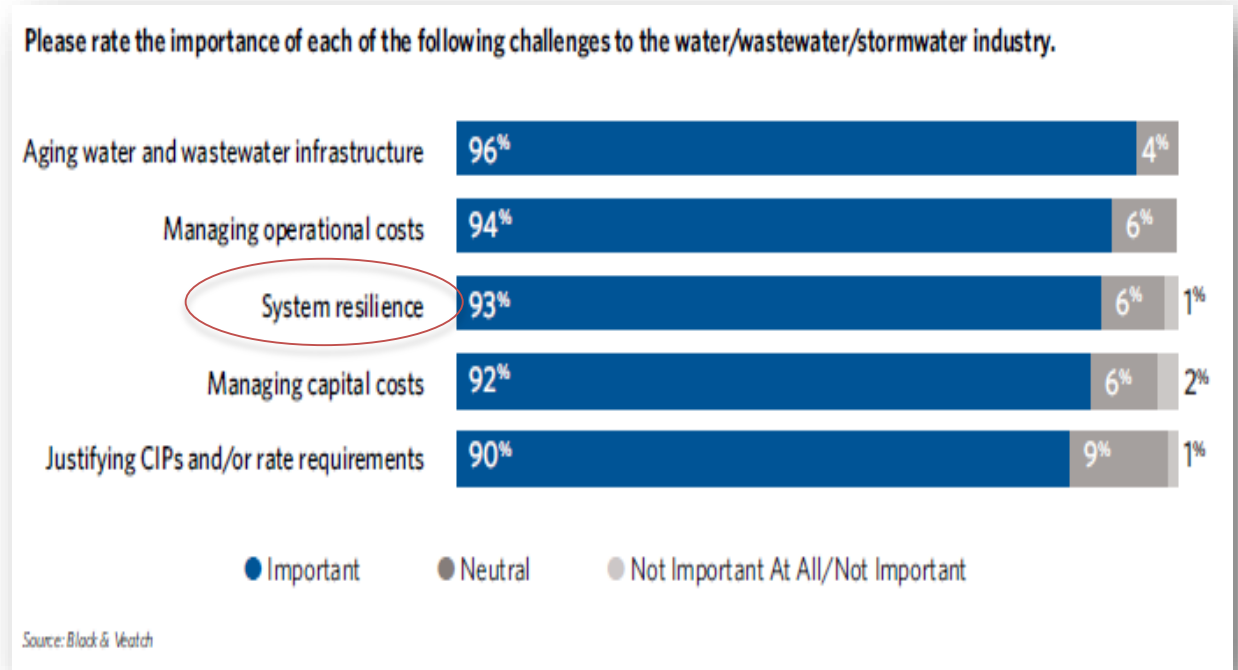 Please rate the importance of each of the following challenges to the water/wastewater/stormwater industry.
Aging water and wastewater infrastructure 96% 4%
Managing operational costs 94% 6%
System resilience 93% 6% 1%
Managing capital costs 92% 6% 2%
Justifying CIPs and/or rate requirements 90% 9% 1%
Important Neutral Not Important At All/Not Important
Source: Black & Veatch